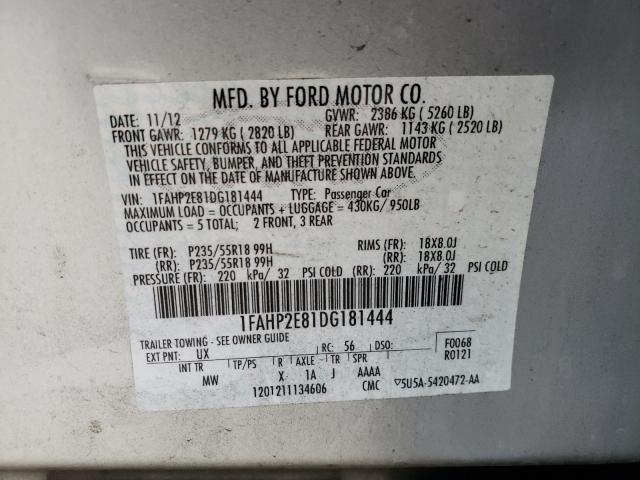 MFD. BY FORD MOTOR CO.
DATE: 11/12 GVWR: 2386 KG ( 5260 LB)
FRONT GAWR: 1279 KG ( 2820 LB) REAR GAWR: 1143 KG ( 2520 LB)
THIS VEHICLE CONFORMS TO ALL APPLICABLE FEDERAL MOTOR
VEHICLE SAFETY, BUMPER, AND THEFT PREVENTION STANDARDS
IN EFFECT ON THE DATE OF MANUFACTURE SHOWN ABOVE.
VIN: 1FAHP2E81DG181444 TYPE: Passenger Car
MAXIMUM LOAD = OCCUPANTS + LUGGAGE = 430KG/ 950LB
OCCUPANTS = 5 TOTAL; 2 FRONT, 3 REAR
TIRE (FR): P235/55R18 99H RIMS (FR): 18X8.0J
(RR): P235/55R18 99H (RR): 18X8.0J
PRESSURE (FR): 220 kPa/ 32 PSI COLD (RR): 220 kPa/ 32 PSI COLD
1FAHP2E81DG181444
TRAILER TOWING - SEE OWNER GUIDE
EXT PNT: UX RC: 56 DSO: F0068
INT TR TP/PS R AXLE TR SPR R0121
MW X 1A J AAAA
1201211134606 CMC ▽5U5A-5420472-AA